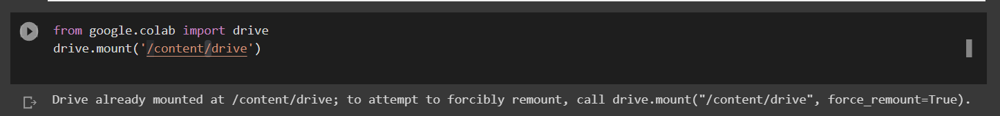 from google.colab import drive
drive.mount('/content/drive')
Drive already mounted at /content/drive; to attempt to forcibly remount, call drive.mount("/content/drive", force_remount=True).